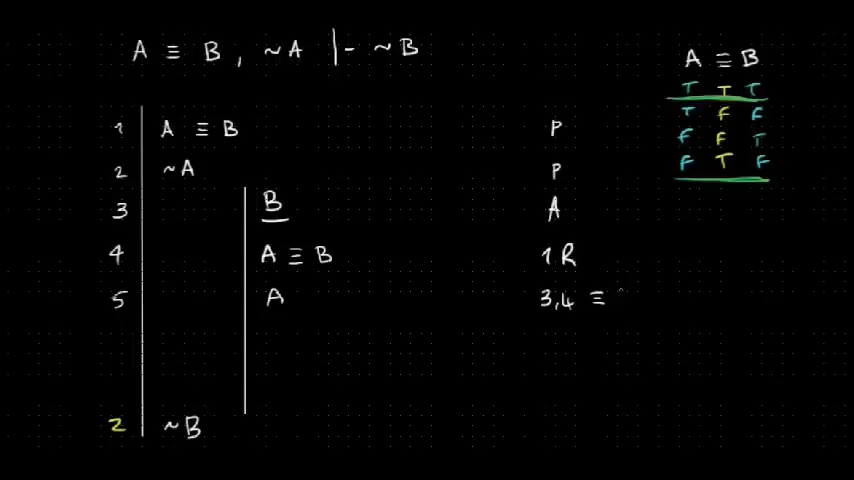 A ≡ B, ~A |- ~B
A ≡ B
T T T
T F F
F F T
F T F
1 A ≡ B P
2 ~A P
3 B A
4 A ≡ B 1 R
5 A 3,4 ≡
2 ~B